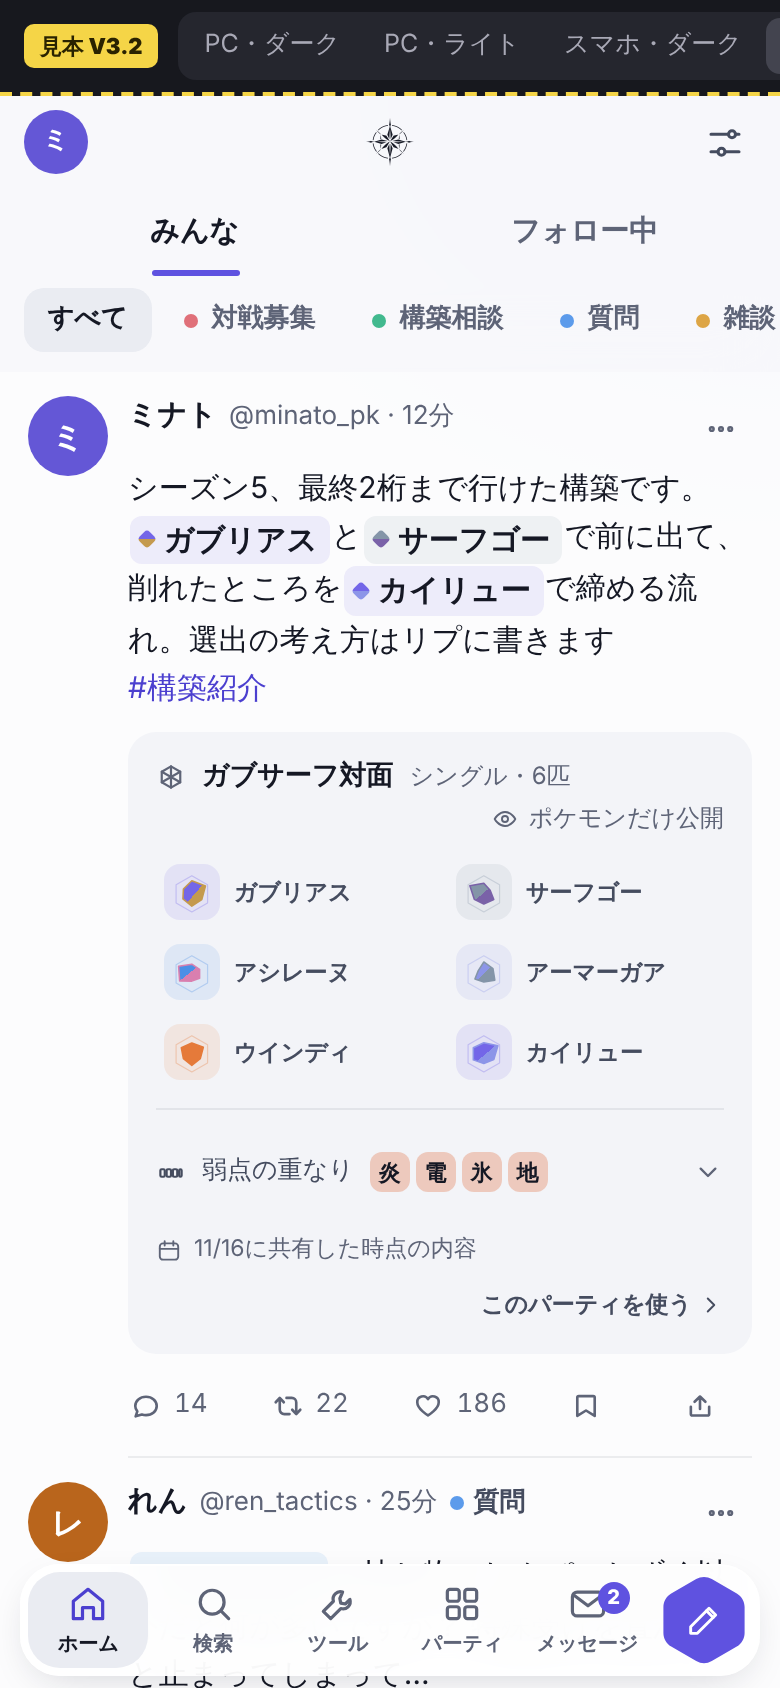 見本 V3.2 PC・ダーク PC・ライト スマホ・ダーク
ミ
みんな フォロー中
すべて 対戦募集 構築相談 質問 雑談
ミ ミナト @minato_pk · 12分
シーズン5、最終2桁まで行けた構築です。
ガブリアス と サーフゴー で前に出て、
削れたところを カイリュー で締める流
れ。選出の考え方はリプに書きます
#構築紹介
ガブサーフ対面 シングル・6匹
ポケモンだけ公開
ガブリアス サーフゴー
アシレーヌ アーマーガア
ウインディ カイリュー
弱点の重なり 炎 電 氷 地
11/16に共有した時点の内容
このパーティを使う
14 22 186
レ れん @ren_tactics · 25分 質問
ホーム 検索 ツール パーティ メッセージ 2
と止まってしまって…